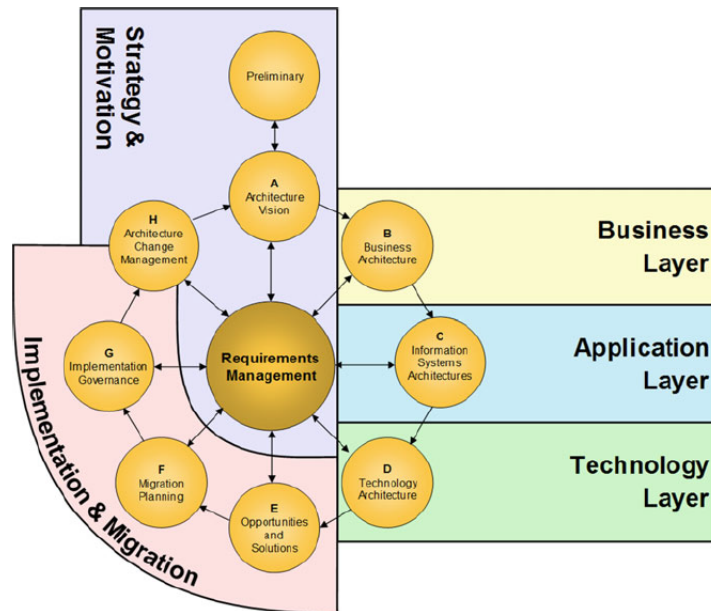 Strategy &
Motivation
Preliminary
A
Architecture
Vision
H
Architecture
Change
Management
B
Business
Architecture
Business
Layer
Requirements
Management
C
Information
Systems
Architectures
Application
Layer
G
Implementation
Governance
F
Migration
Planning
E
Opportunities
and
Solutions
D
Technology
Architecture
Technology
Layer
Implementation & Migration